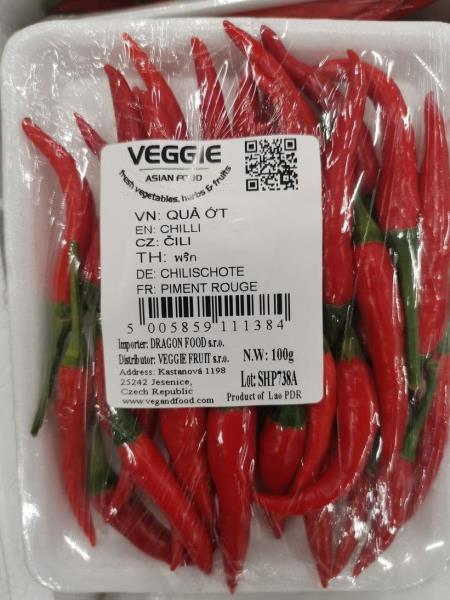 VEGGIE
ASIAN FOOD
fresh vegetables, herbs & fruits
VN: QUẢ ỚT
EN: CHILLI
CZ: ČILI
TH: พริก
DE: CHILISCHOTE
FR: PIMENT ROUGE
5 005859 111384
Importer: DRAGON FOOD s.r.o.
Distributor: VEGGIE FRUIT s.r.o.
Address: Kastanová 1198
25242 Jesenice,
Czech Republic
www.vegandfood.com
N.W: 100g
Lot: SHP738A
Product of Lao PDR